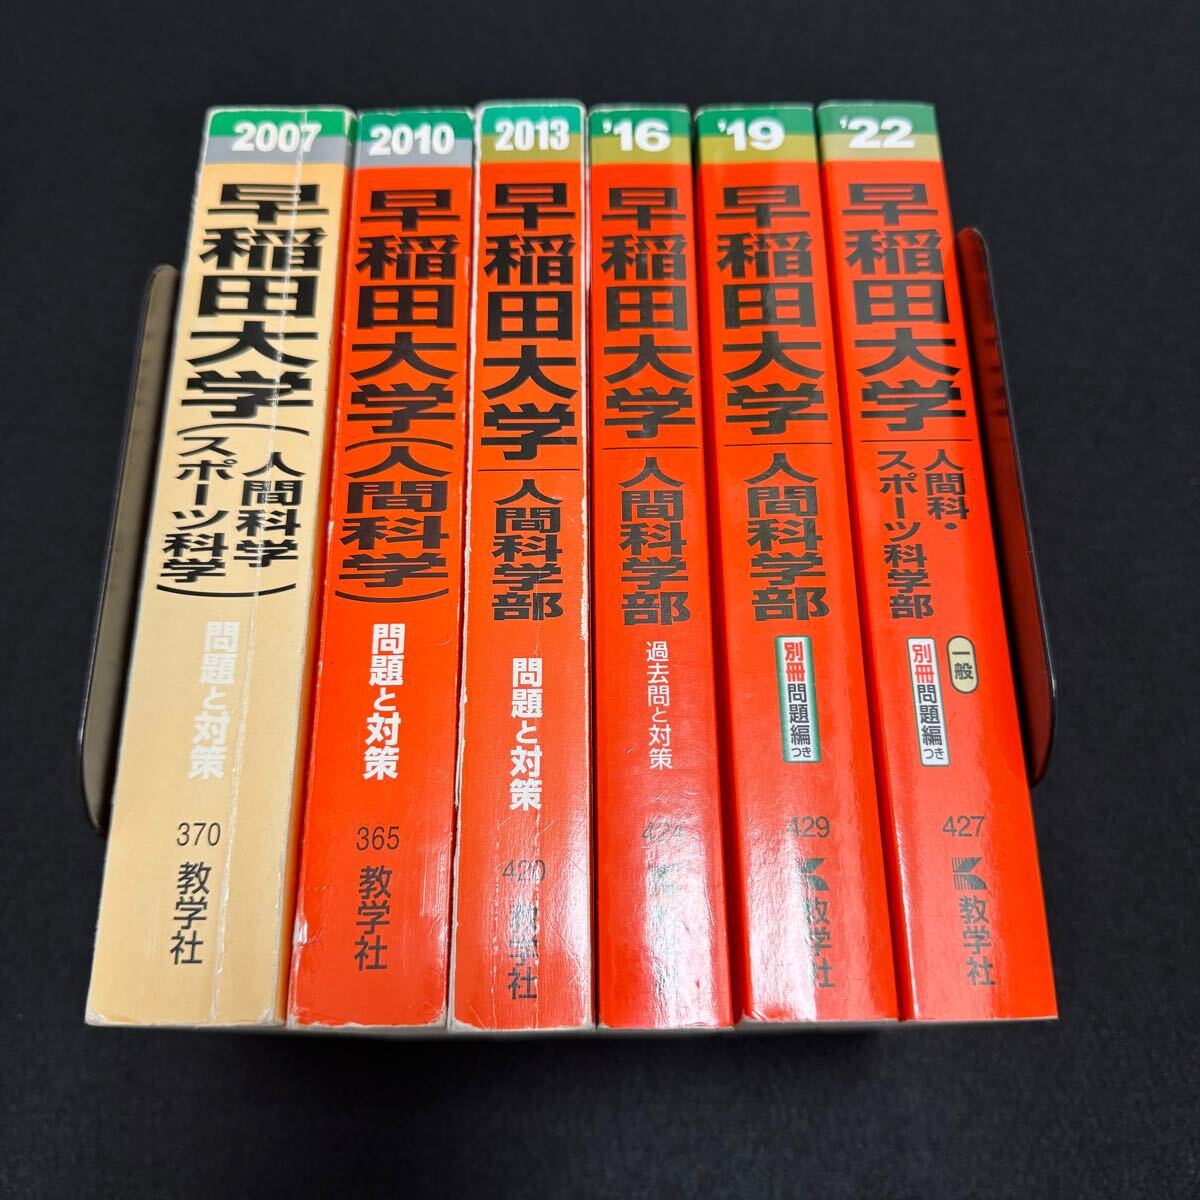 2007
早稲田大学(人間科学)
(スポーツ科学)
問題と対策
370
教学社
2010
早稲田大学(人間科学)
問題と対策
365
教学社
2013
早稲田大学
人間科学部
問題と対策
420
教学社
'16
早稲田大学
人間科学部
過去問と対策
424
教学社
'19
早稲田大学
人間科学部
別冊問題編つき
429
教学社
'22
早稲田大学
人間科・
スポーツ科学部
一般
別冊問題編つき
427
教学社